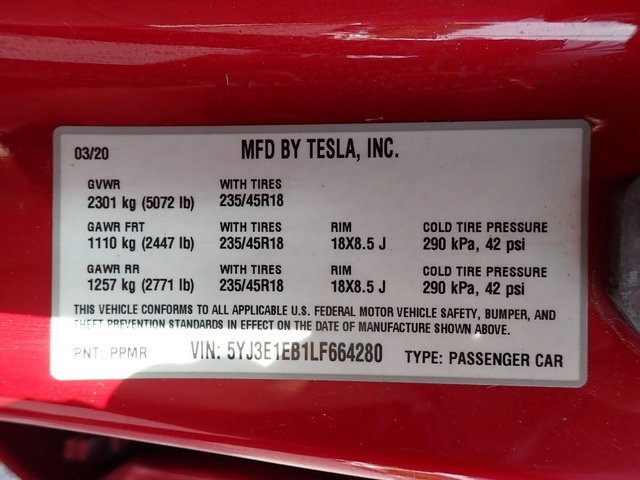 03/20 MFD BY TESLA, INC.
GVWR WITH TIRES
2301 kg (5072 lb) 235/45R18
GAWR FRT WITH TIRES RIM COLD TIRE PRESSURE
1110 kg (2447 lb) 235/45R18 18X8.5 J 290 kPa, 42 psi
GAWR RR WITH TIRES RIM COLD TIRE PRESSURE
1257 kg (2771 lb) 235/45R18 18X8.5 J 290 kPa, 42 psi
THIS VEHICLE CONFORMS TO ALL APPLICABLE U.S. FEDERAL MOTOR VEHICLE SAFETY, BUMPER, AND
THEFT PREVENTION STANDARDS IN EFFECT ON THE DATE OF MANUFACTURE SHOWN ABOVE.
PNT: PPMR VIN: 5YJ3E1EB1LF664280 TYPE: PASSENGER CAR